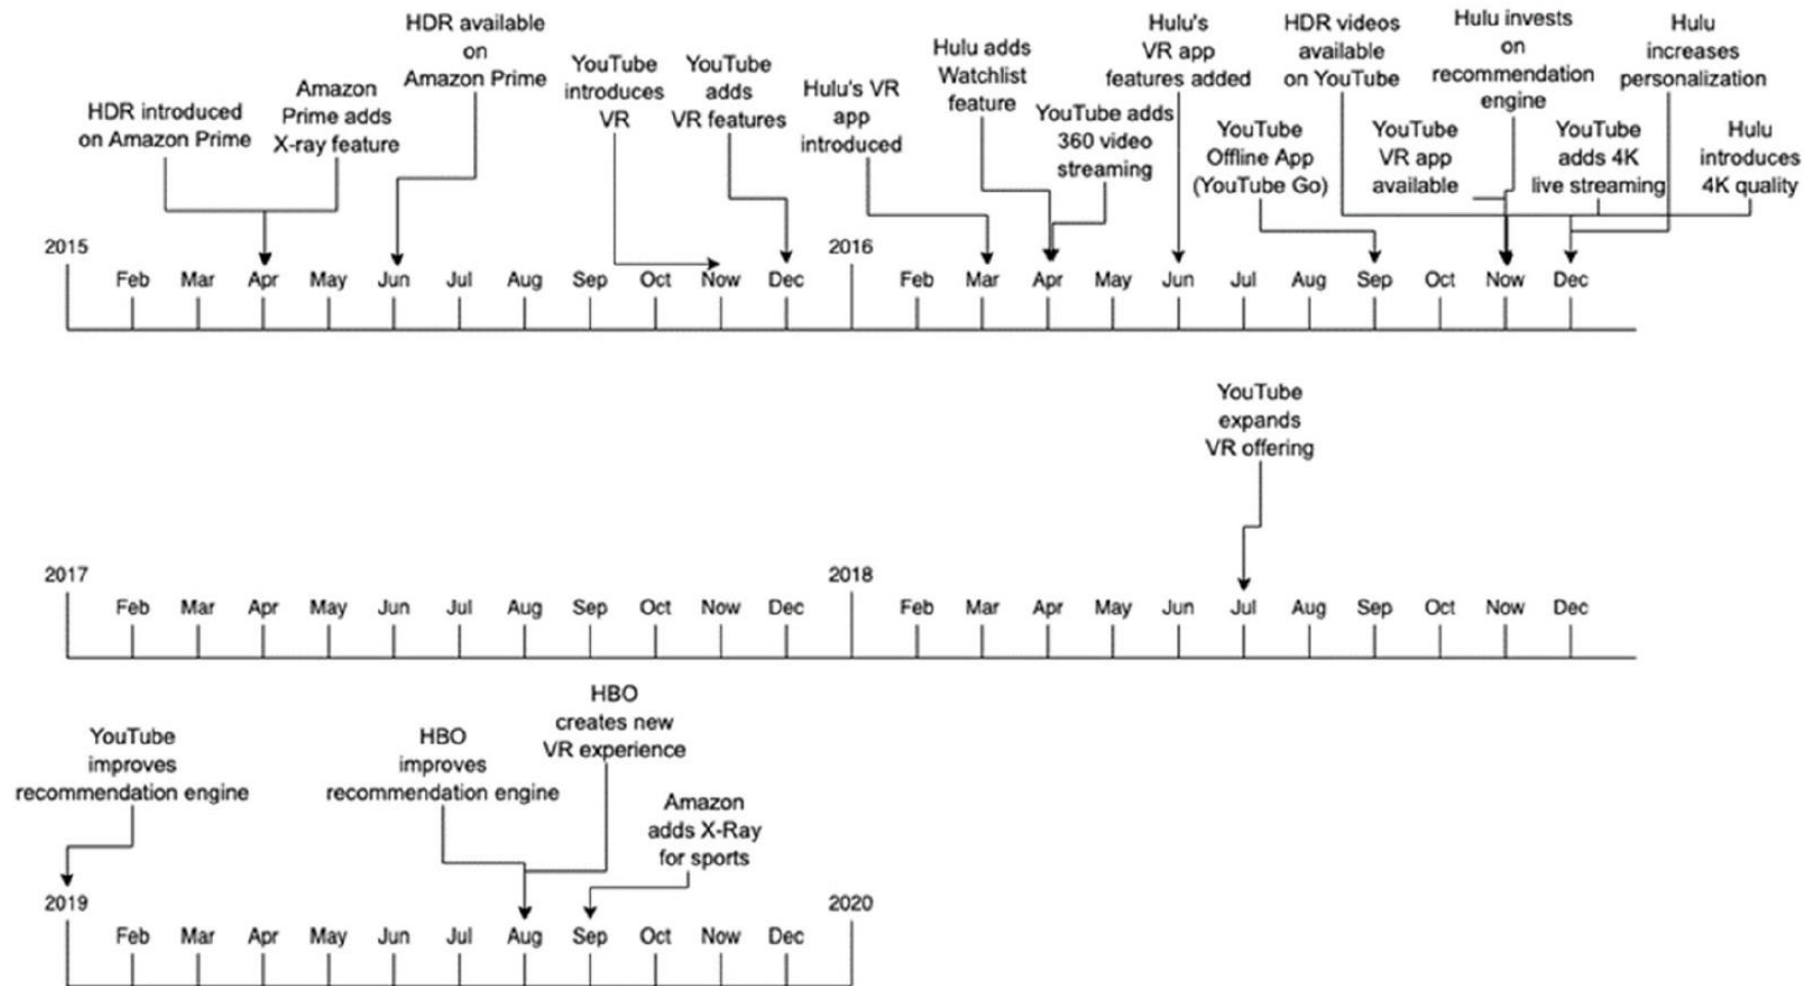 HDR introduced
on Amazon Prime
Amazon
Prime adds
X-ray feature
HDR available
on
Amazon Prime
YouTube
introduces
VR
YouTube
adds
VR features
Hulu's VR
app
introduced
Hulu adds
Watchlist
feature
YouTube adds
360 video
streaming
Hulu's
VR app
features added
YouTube
Offline App
(YouTube Go)
HDR videos
available
on YouTube
YouTube
VR app
available
Hulu invests
on
recommendation
engine
YouTube
adds 4K
live streaming
Hulu
increases
personalization
Hulu
introduces
4K quality
2015
2016
Feb Mar Apr May Jun Jul Aug Sep Oct Now Dec Feb Mar Apr May Jun Jul Aug Sep Oct Now Dec
YouTube
expands
VR offering
2017
2018
Feb Mar Apr May Jun Jul Aug Sep Oct Now Dec Feb Mar Apr May Jun Jul Aug Sep Oct Now Dec
YouTube
improves
recommendation engine
HBO
improves
recommendation engine
HBO
creates new
VR experience
Amazon
adds X-Ray
for sports
2019
2020
Feb Mar Apr May Jun Jul Aug Sep Oct Now Dec